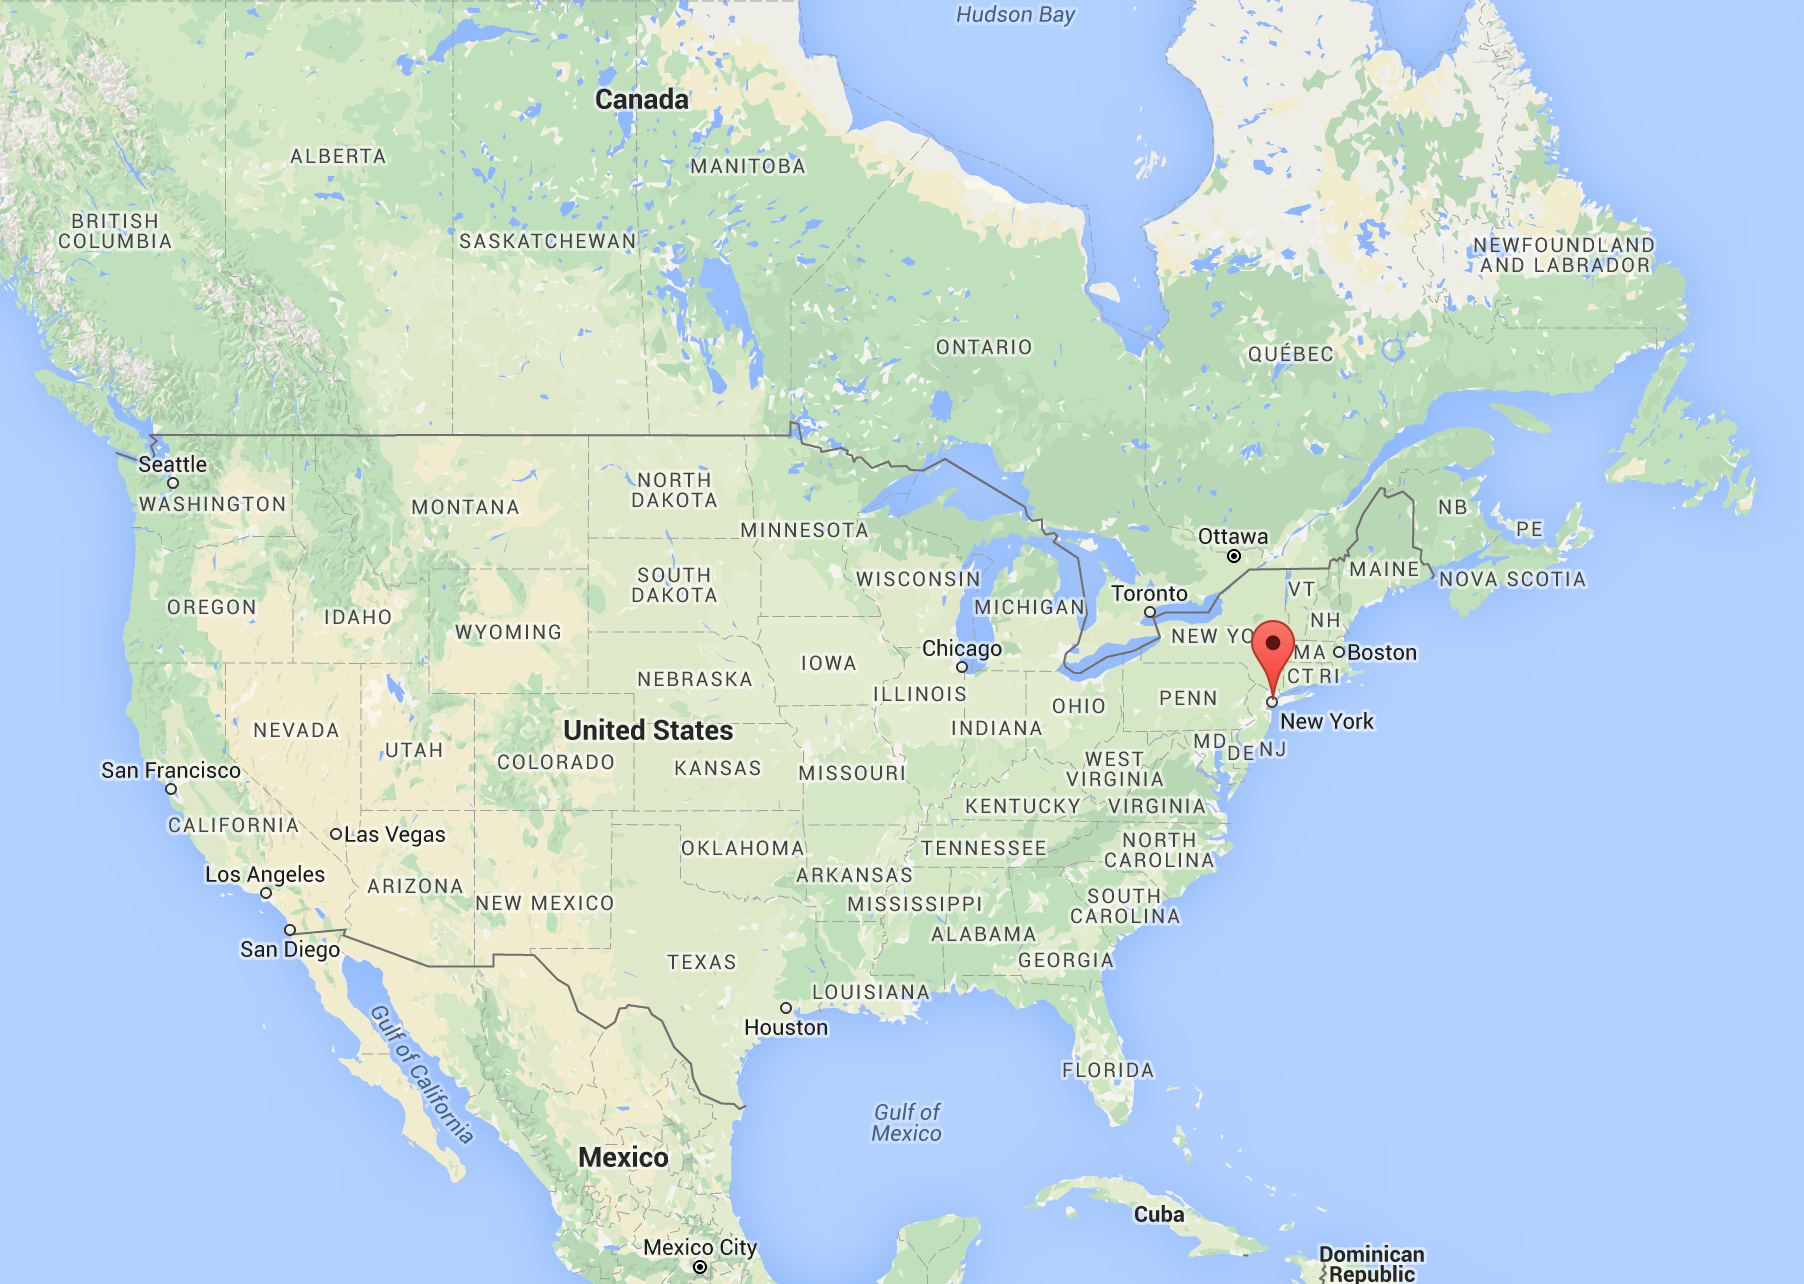 Hudson Bay
Canada
ALBERTA
MANITOBA
BRITISH
COLUMBIA
SASKATCHEWAN
NEWFOUNDLAND
AND LABRADOR
ONTARIO
QUÉBEC
Seattle
WASHINGTON
MONTANA
NORTH
DAKOTA
MINNESOTA
Ottawa
NB
PE
MAINE
NOVA SCOTIA
OREGON
IDAHO
WYOMING
SOUTH
DAKOTA
WISCONSIN
MICHIGAN
Toronto
VT
NH
NEW YO
MA
Boston
CT
RI
Chicago
IOWA
NEBRASKA
ILLINOIS
INDIANA
OHIO
PENN
New York
NEVADA
UTAH
United States
COLORADO
KANSAS
MISSOURI
WEST
VIRGINIA
MD
DE
NJ
San Francisco
CALIFORNIA
Las Vegas
KENTUCKY
VIRGINIA
OKLAHOMA
TENNESSEE
NORTH
CAROLINA
Los Angeles
ARIZONA
NEW MEXICO
ARKANSAS
MISSISSIPPI
SOUTH
CAROLINA
San Diego
TEXAS
ALABAMA
GEORGIA
LOUISIANA
Houston
Gulf of California
FLORIDA
Gulf of
Mexico
Mexico
Cuba
Mexico City
Dominican
Republic